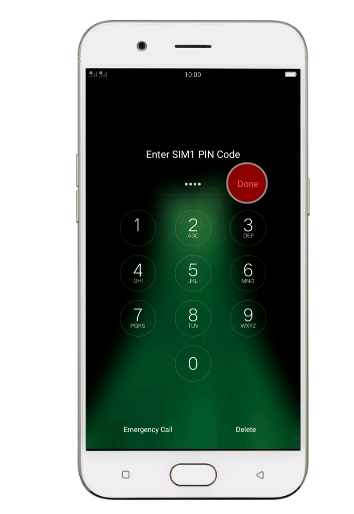 10:00
Enter SIM1 PIN Code
Done
1 2 3
ABC DEF
4 5 6
GHI JKL MNO
7 8 9
PQRS TUV WXYZ
0
Emergency Call Delete